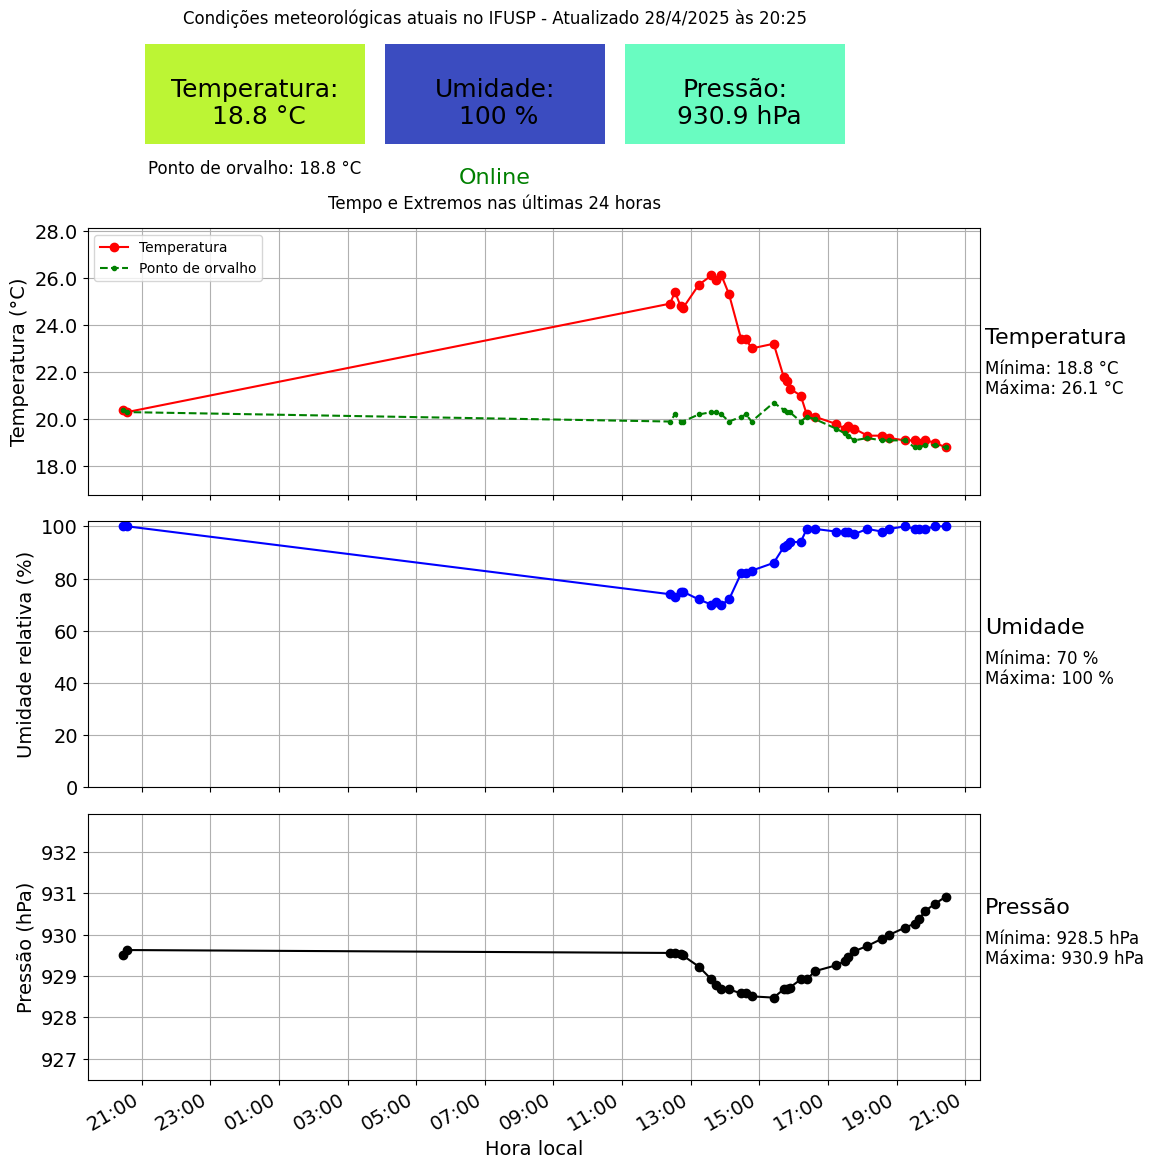 Condições meteorológicas atuais no IFUSP - Atualizado 28/4/2025 às 20:25
Temperatura:
18.8 °C
Umidade:
100 %
Pressão:
930.9 hPa
Ponto de orvalho: 18.8 °C
Online
Tempo e Extremos nas últimas 24 horas
Temperatura (°C)
28.0
26.0
24.0
22.0
20.0
18.0
Temperatura
Ponto de orvalho
Temperatura
Mínima: 18.8 °C
Máxima: 26.1 °C
Umidade relativa (%)
100
80
60
40
20
0
Umidade
Mínima: 70 %
Máxima: 100 %
Pressão (hPa)
932
931
930
929
928
927
Pressão
Mínima: 928.5 hPa
Máxima: 930.9 hPa
21:00
23:00
01:00
03:00
05:00
07:00
09:00
11:00
13:00
15:00
17:00
19:00
21:00
Hora local